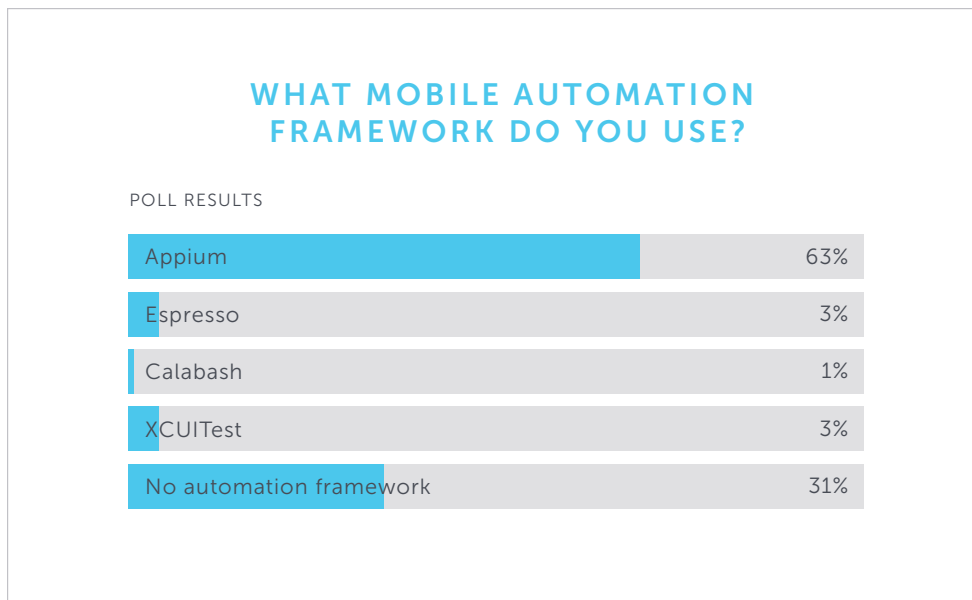 WHAT MOBILE AUTOMATION
FRAMEWORK DO YOU USE?
POLL RESULTS
Appium 63%
Espresso 3%
Calabash 1%
XCUITest 3%
No automation framework 31%